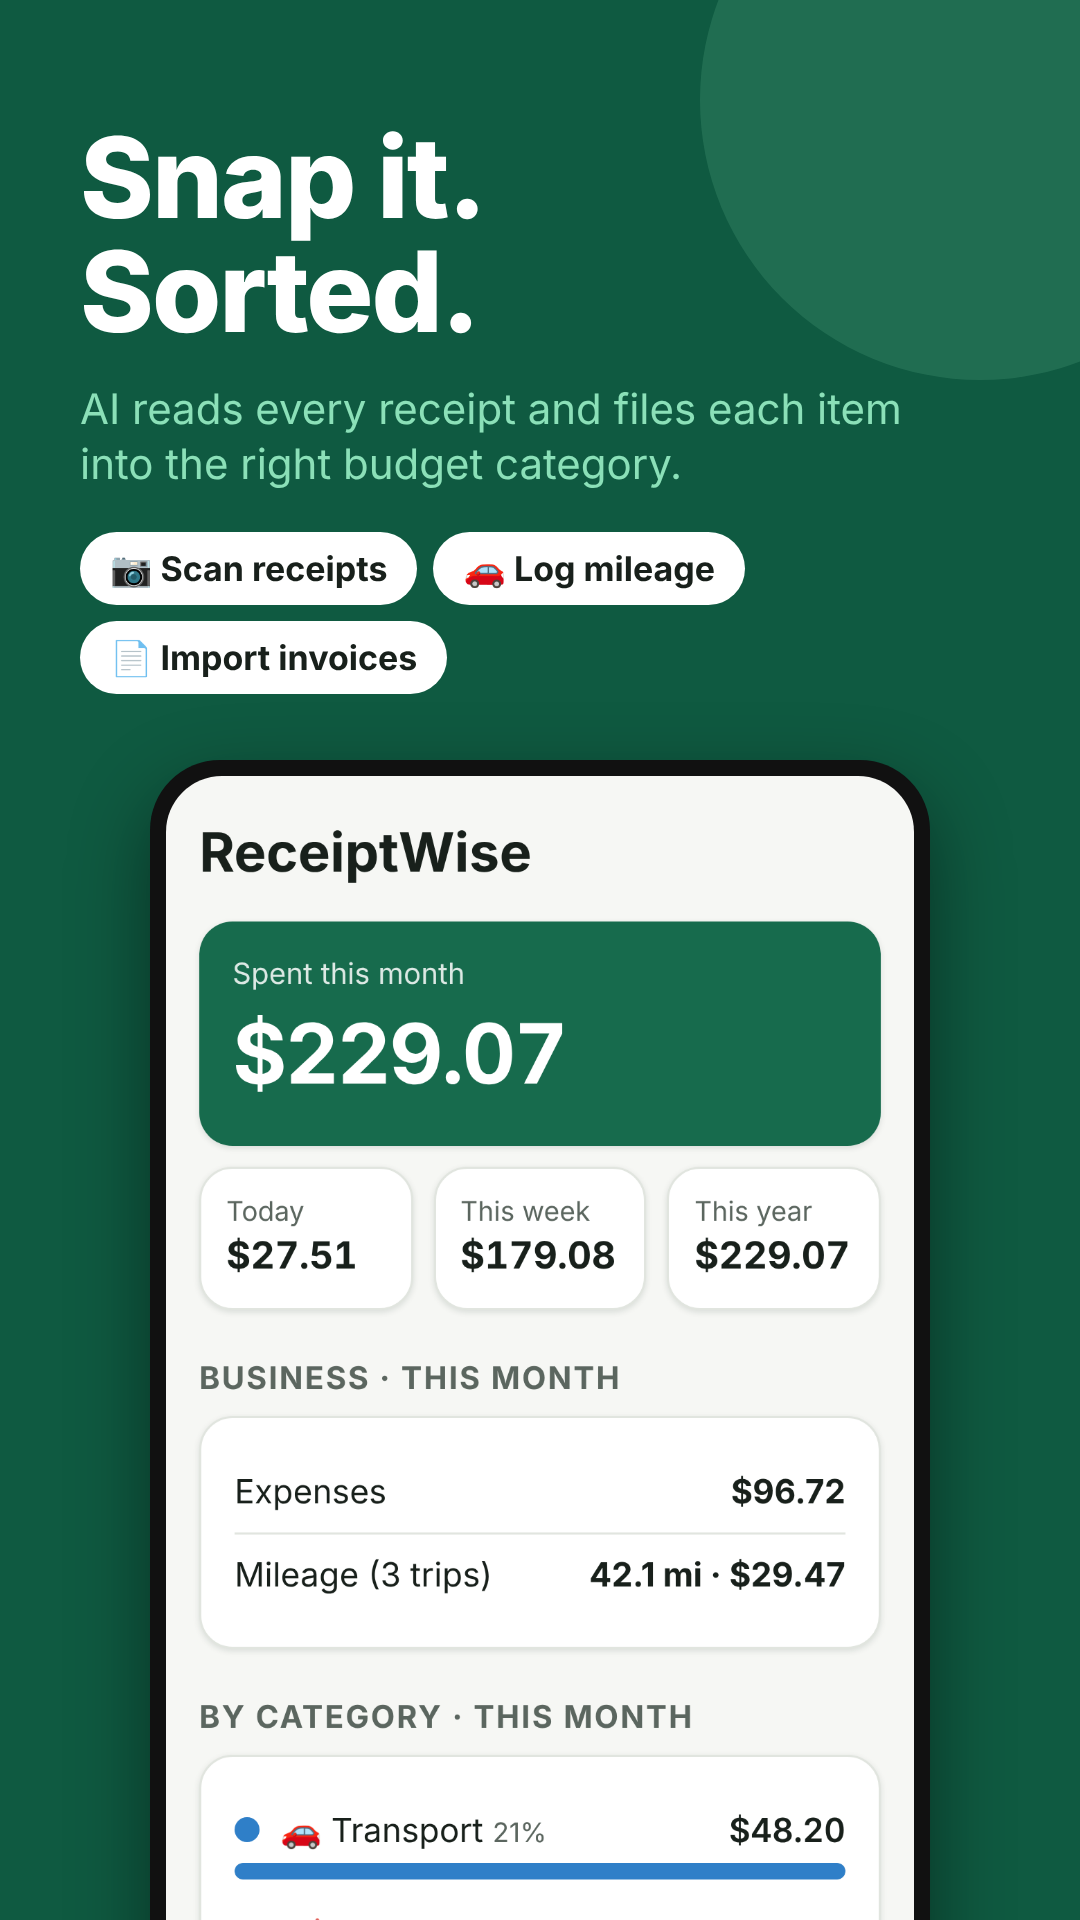 Snap it.
Sorted.
AI reads every receipt and files each item
into the right budget category.
📷 Scan receipts
🚗 Log mileage
📄 Import invoices
ReceiptWise
Spent this month
$229.07
Today
$27.51
This week
$179.08
This year
$229.07
BUSINESS · THIS MONTH
Expenses $96.72
Mileage (3 trips) 42.1 mi · $29.47
BY CATEGORY · THIS MONTH
🚗 Transport 21% $48.20